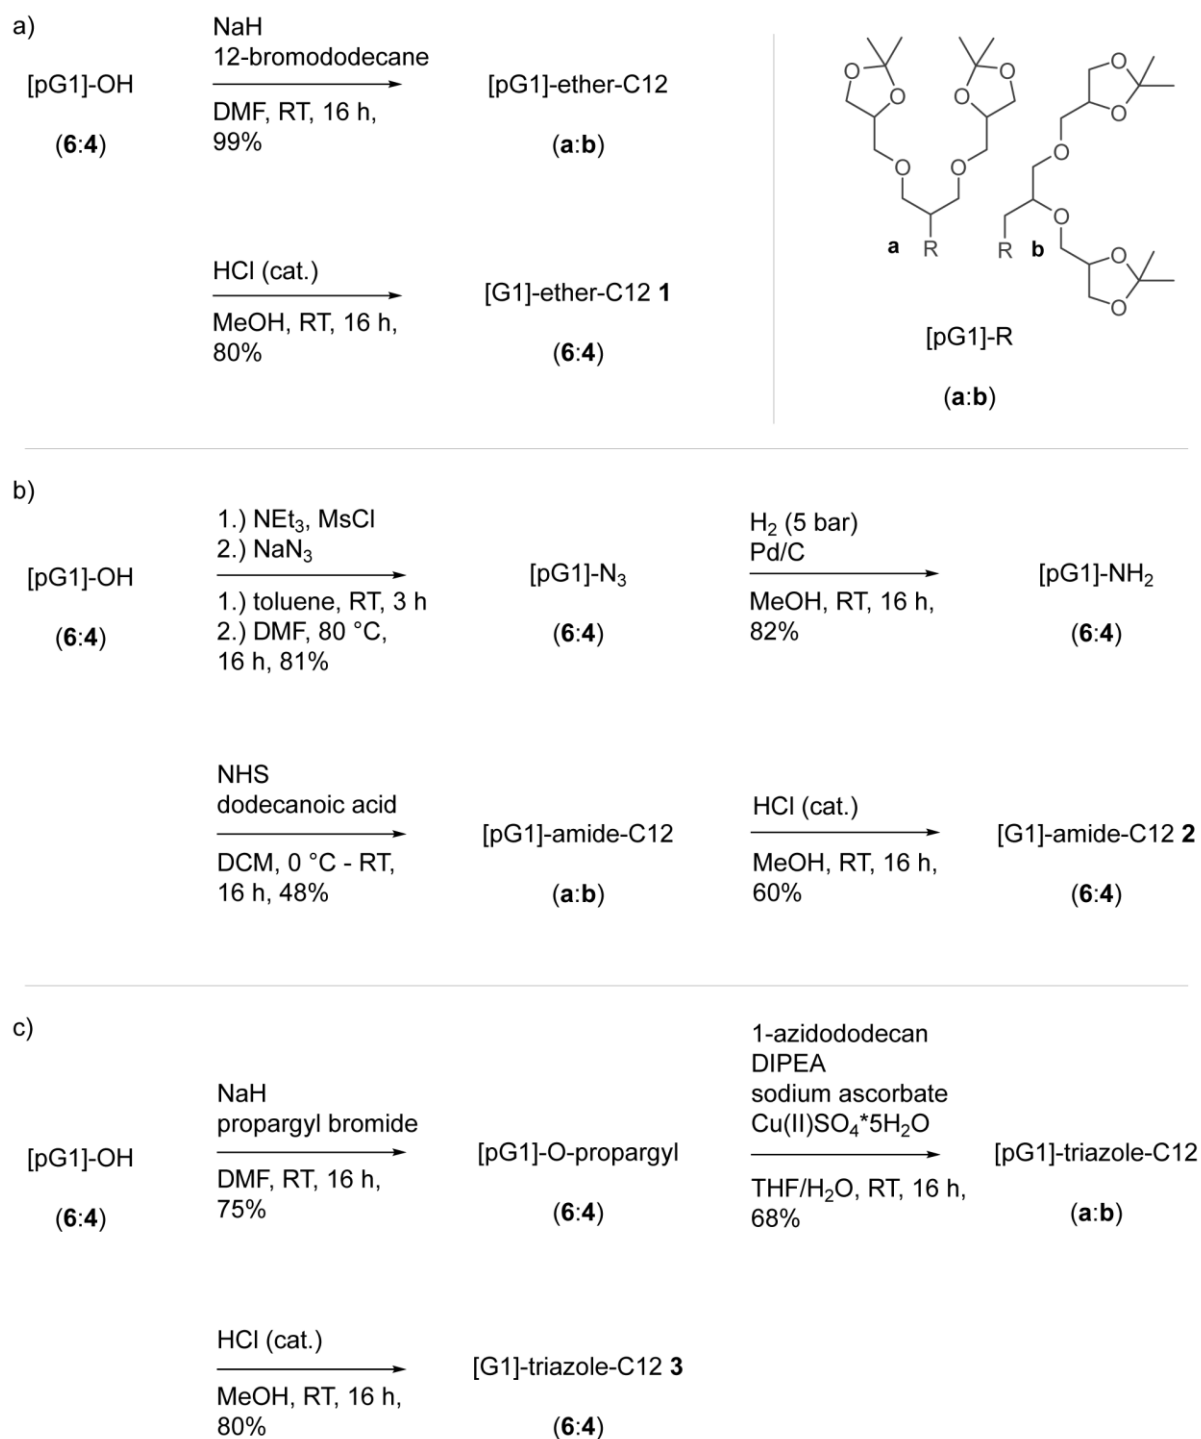 a)
NaH
12-bromododecane
[pG1]-OH
[pG1]-ether-C12
DMF, RT, 16 h,
99%
(6:4)
(a:b)
HCl (cat.)
[G1]-ether-C12 1
MeOH, RT, 16 h,
80%
(6:4)
O O
O O
O O
a R
O
O
O
O
R b
O
O
[pG1]-R
(a:b)
b)
1.) NEt₃, MsCl
2.) NaN₃
[pG1]-OH
[pG1]-N₃
1.) toluene, RT, 3 h
2.) DMF, 80 °C,
16 h, 81%
(6:4)
(6:4)
H₂ (5 bar)
Pd/C
[pG1]-NH₂
MeOH, RT, 16 h,
82%
(6:4)
NHS
dodecanoic acid
[pG1]-amide-C12
DCM, 0 °C - RT,
16 h, 48%
(a:b)
HCl (cat.)
[G1]-amide-C12 2
MeOH, RT, 16 h,
60%
(6:4)
c)
NaH
propargyl bromide
[pG1]-OH
[pG1]-O-propargyl
DMF, RT, 16 h,
75%
(6:4)
(6:4)
1-azidododecan
DIPEA
sodium ascorbate
Cu(II)SO₄*5H₂O
[pG1]-triazole-C12
THF/H₂O, RT, 16 h,
68%
(a:b)
HCl (cat.)
[G1]-triazole-C12 3
MeOH, RT, 16 h,
80%
(6:4)